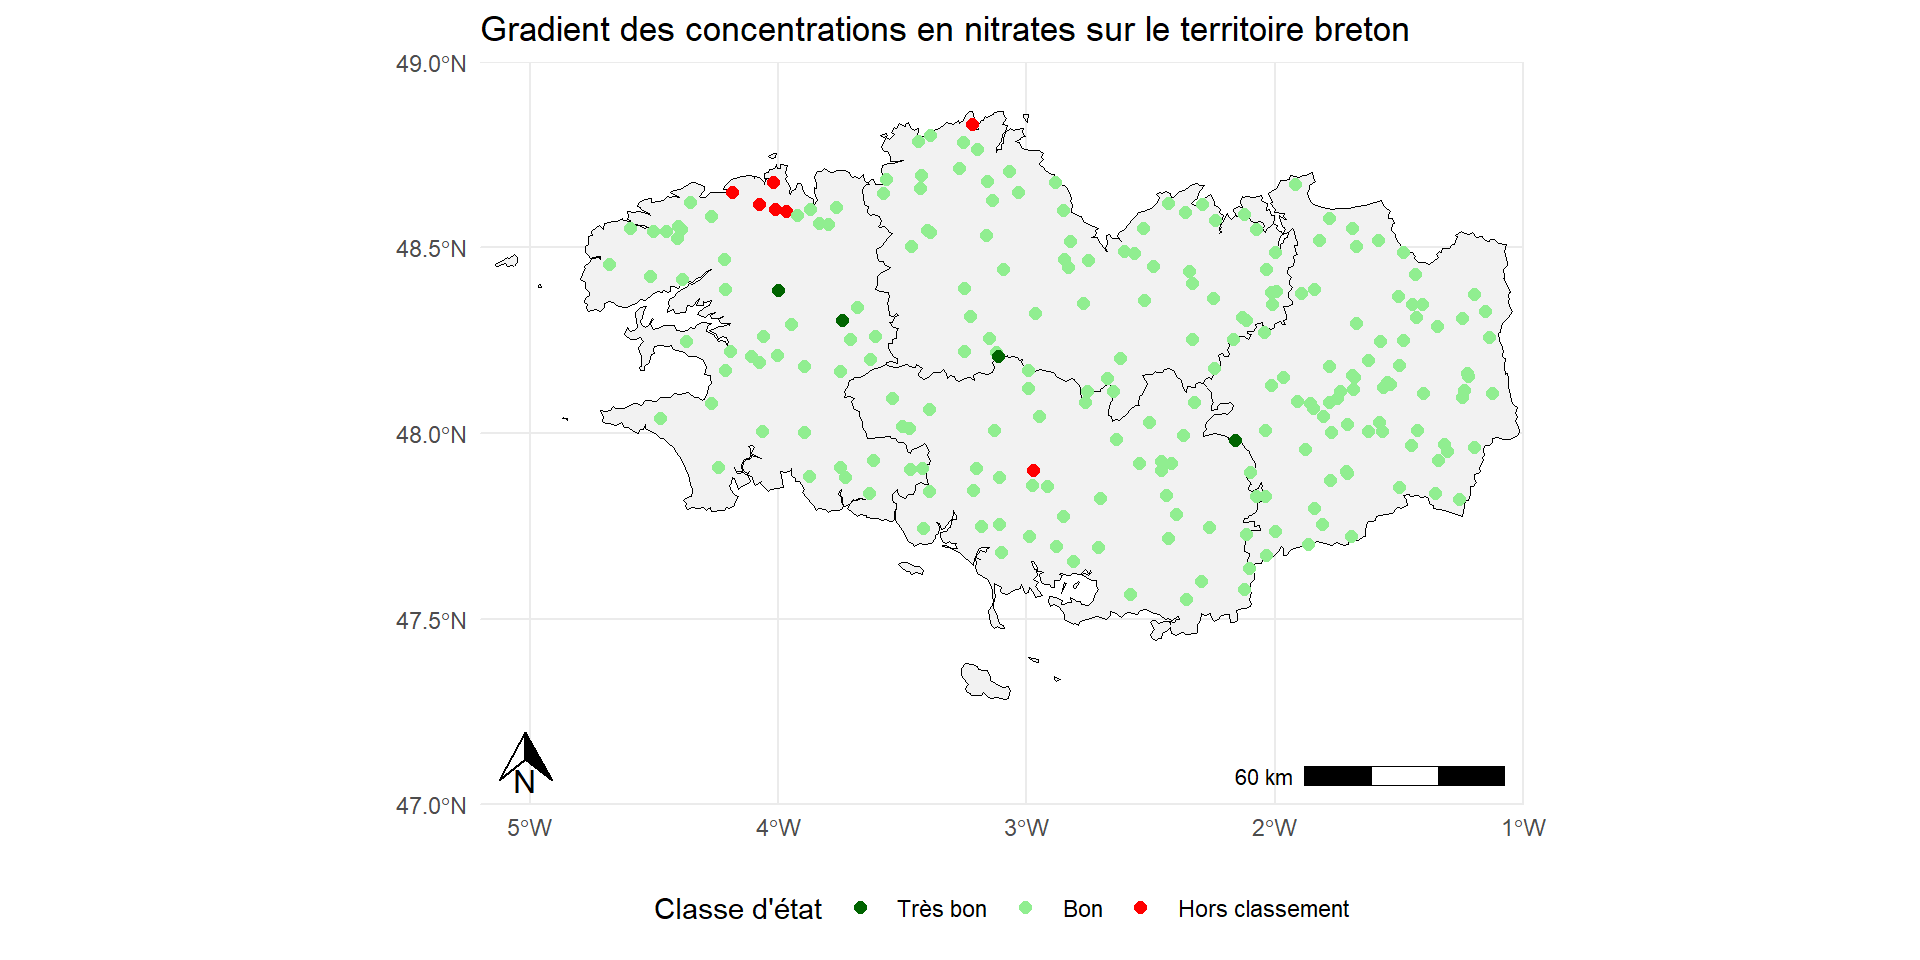 Gradient des concentrations en nitrates sur le territoire breton
49.0°N
48.5°N
48.0°N
47.5°N
47.0°N
N
60 km
5°W 4°W 3°W 2°W 1°W
Classe d'état Très bon Bon Hors classement